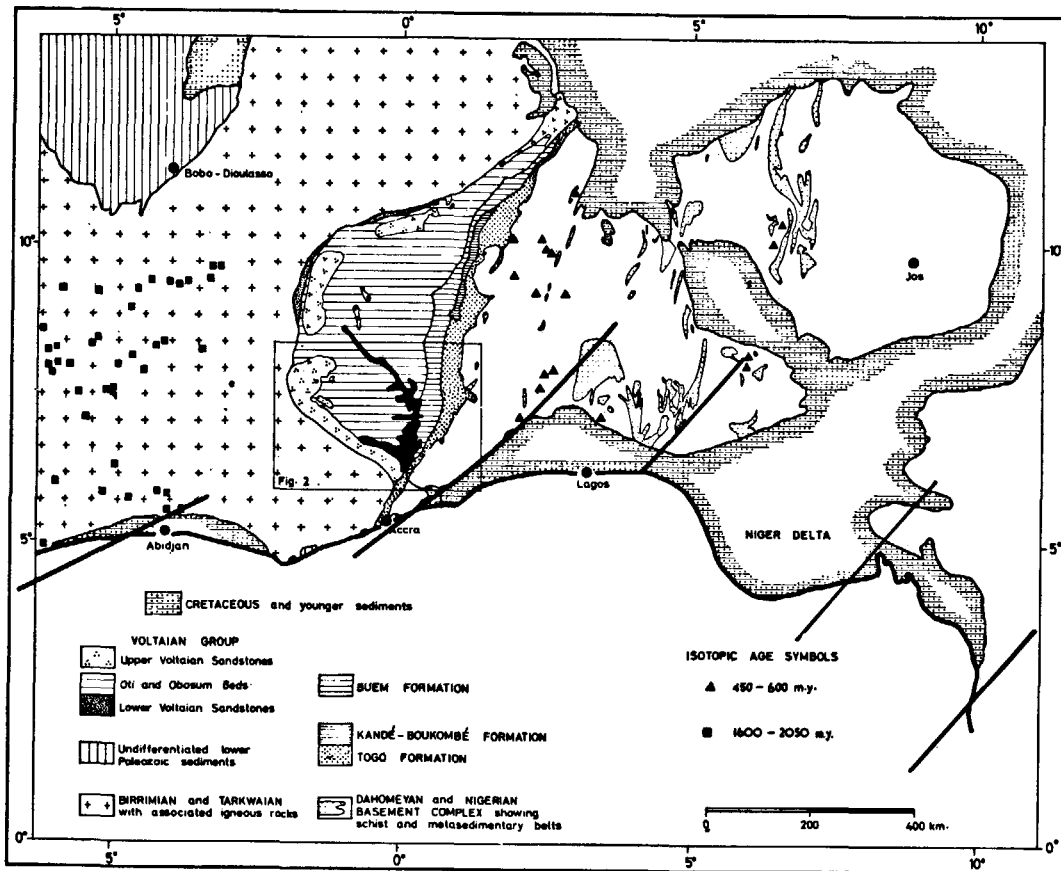 5°
0°
5°
10°
Bobo - Dioulasso
10°
10°
Jos
Fig. 2
Lagos
Accra
Abidjan
5°
5°
NIGER DELTA
CRETACEOUS and younger sediments
VOLTAIAN GROUP
Upper Voltaian Sandstones
Oti and Obosum Beds
Lower Voltaian Sandstones
Undifferentiated lower
Paleozoic sediments
BIRRIMIAN and TARKWAIAN
with associated igneous rocks
BUEM FORMATION
KANDÉ-BOUKOMBÉ FORMATION
TOGO FORMATION
DAHOMEYAN and NIGERIAN
BASEMENT COMPLEX showing
schist and metasedimentary belts
ISOTOPIC AGE SYMBOLS
450 - 600 m.y.
1600 - 2050 m.y.
0 200 400 km.
0°
0°
5°
0°
5°
10°